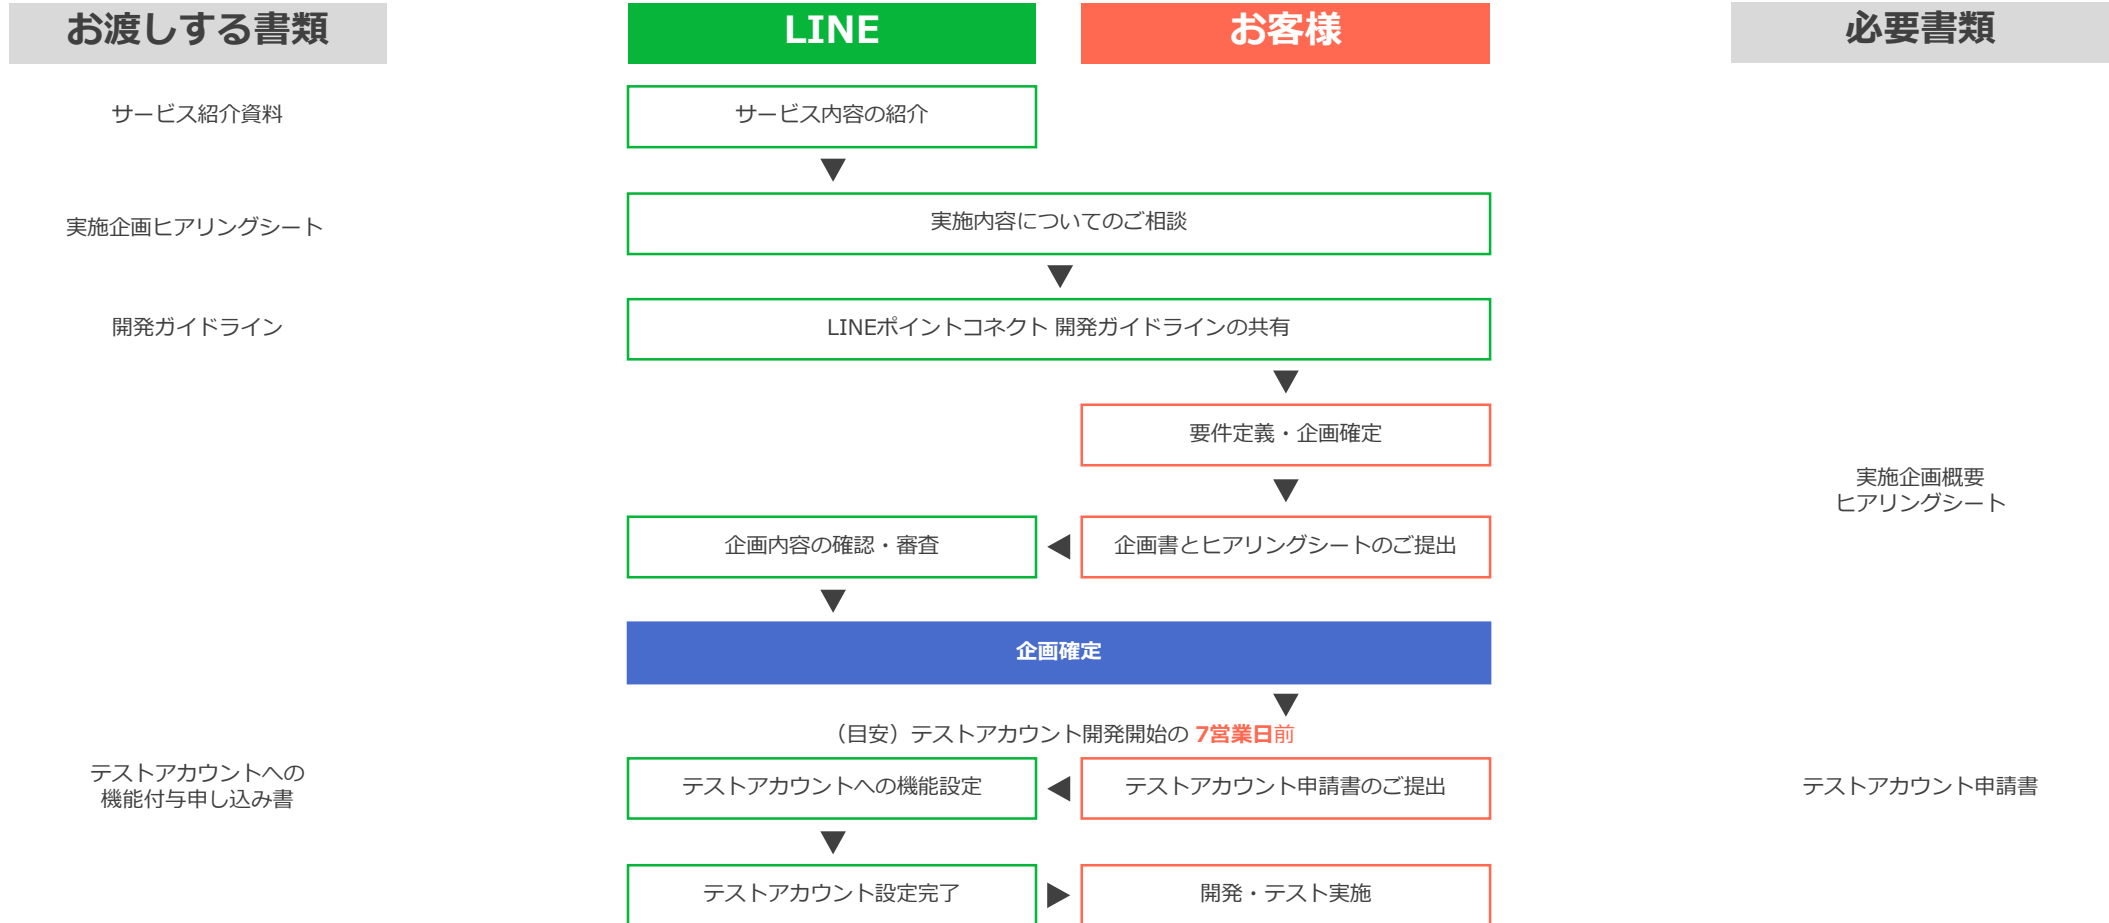 お渡しする書類
LINE
お客様
必要書類
サービス紹介資料
サービス内容の紹介
実施企画ヒアリングシート
実施内容についてのご相談
開発ガイドライン
LINEポイントコネクト 開発ガイドラインの共有
要件定義・企画確定
実施企画概要
ヒアリングシート
企画内容の確認・審査
企画書とヒアリングシートのご提出
企画確定
（目安）テストアカウント開発開始の 7営業日前
テストアカウントへの
機能付与申し込み書
テストアカウントへの機能設定
テストアカウント申請書のご提出
テストアカウント申請書
テストアカウント設定完了
開発・テスト実施